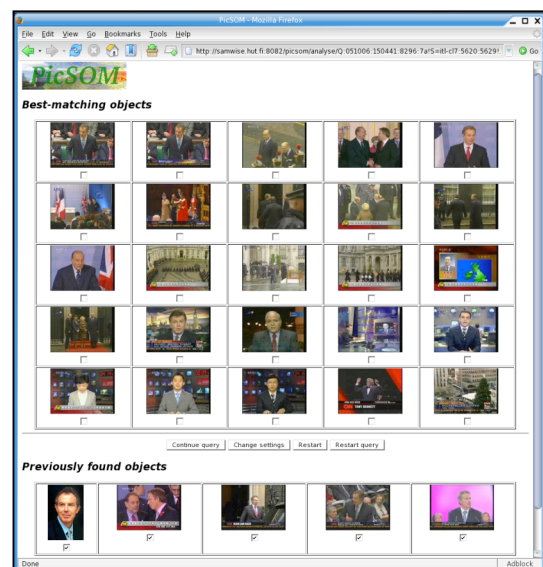 PicSOM - Mozilla Firefox
File Edit View Go Bookmarks Tools Help
http://samwise.hut.fi:8082/picsom/analyse/Q:051006:150441:8296:7a?S=itl-cl7:5620:5629!
Go
PicSOM
Best-matching objects
TONY BENNETT
Continue query Change settings Restart Restart query
Previously found objects
Done Adblock